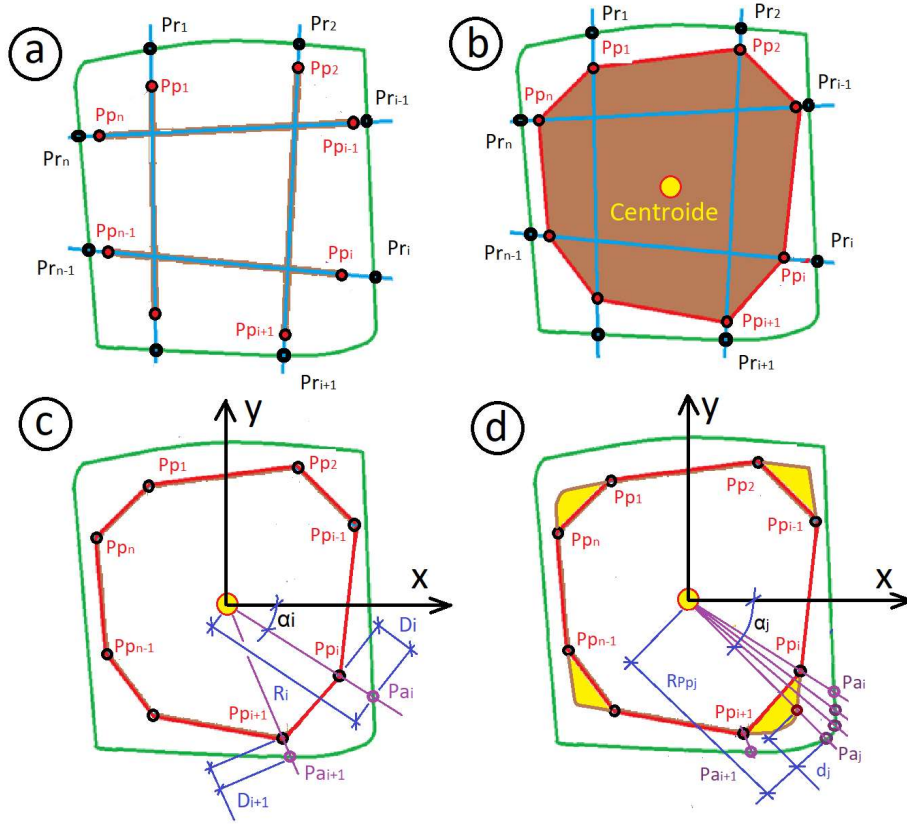 a
Pr1
Pr2
Pp1
Pp2
Ppn
Pri-1
Ppi-1
Prn
Ppn-1
Ppi
Pri
Prn-1
Ppi+1
Pri+1
b
Pr1
Pr2
Pp1
Pp2
Ppn
Pri-1
Prn
Centroide
Prn-1
Ppi
Pri
Ppi+1
Pri+1
c
y
Pp1
Pp2
Ppn
Ppi-1
x
αi
Di
Ppn-1
Ppi
Ri
Pai
Ppi+1
Pai+1
Di+1
d
y
Pp1
Pp2
Ppn
Ppi-1
x
αj
Ppn-1
Ppi
RPpj
Pai
Ppi+1
Paj
Pai+1
dj